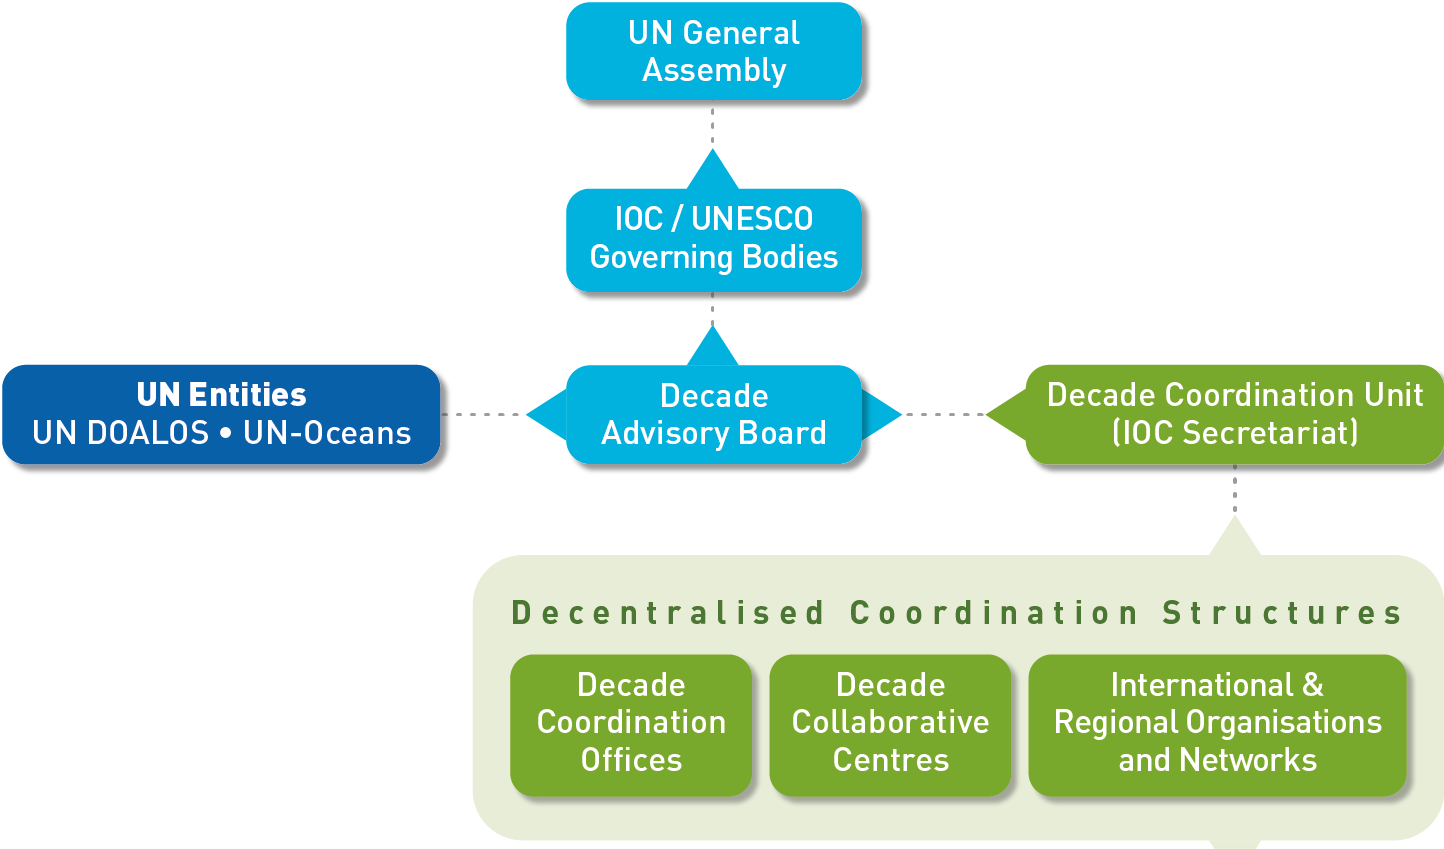 UN General
Assembly
IOC / UNESCO
Governing Bodies
UN Entities
UN DOALOS • UN-Oceans
Decade
Advisory Board
Decade Coordination Unit
(IOC Secretariat)
Decentralised Coordination Structures
Decade
Coordination
Offices
Decade
Collaborative
Centres
International &
Regional Organisations
and Networks